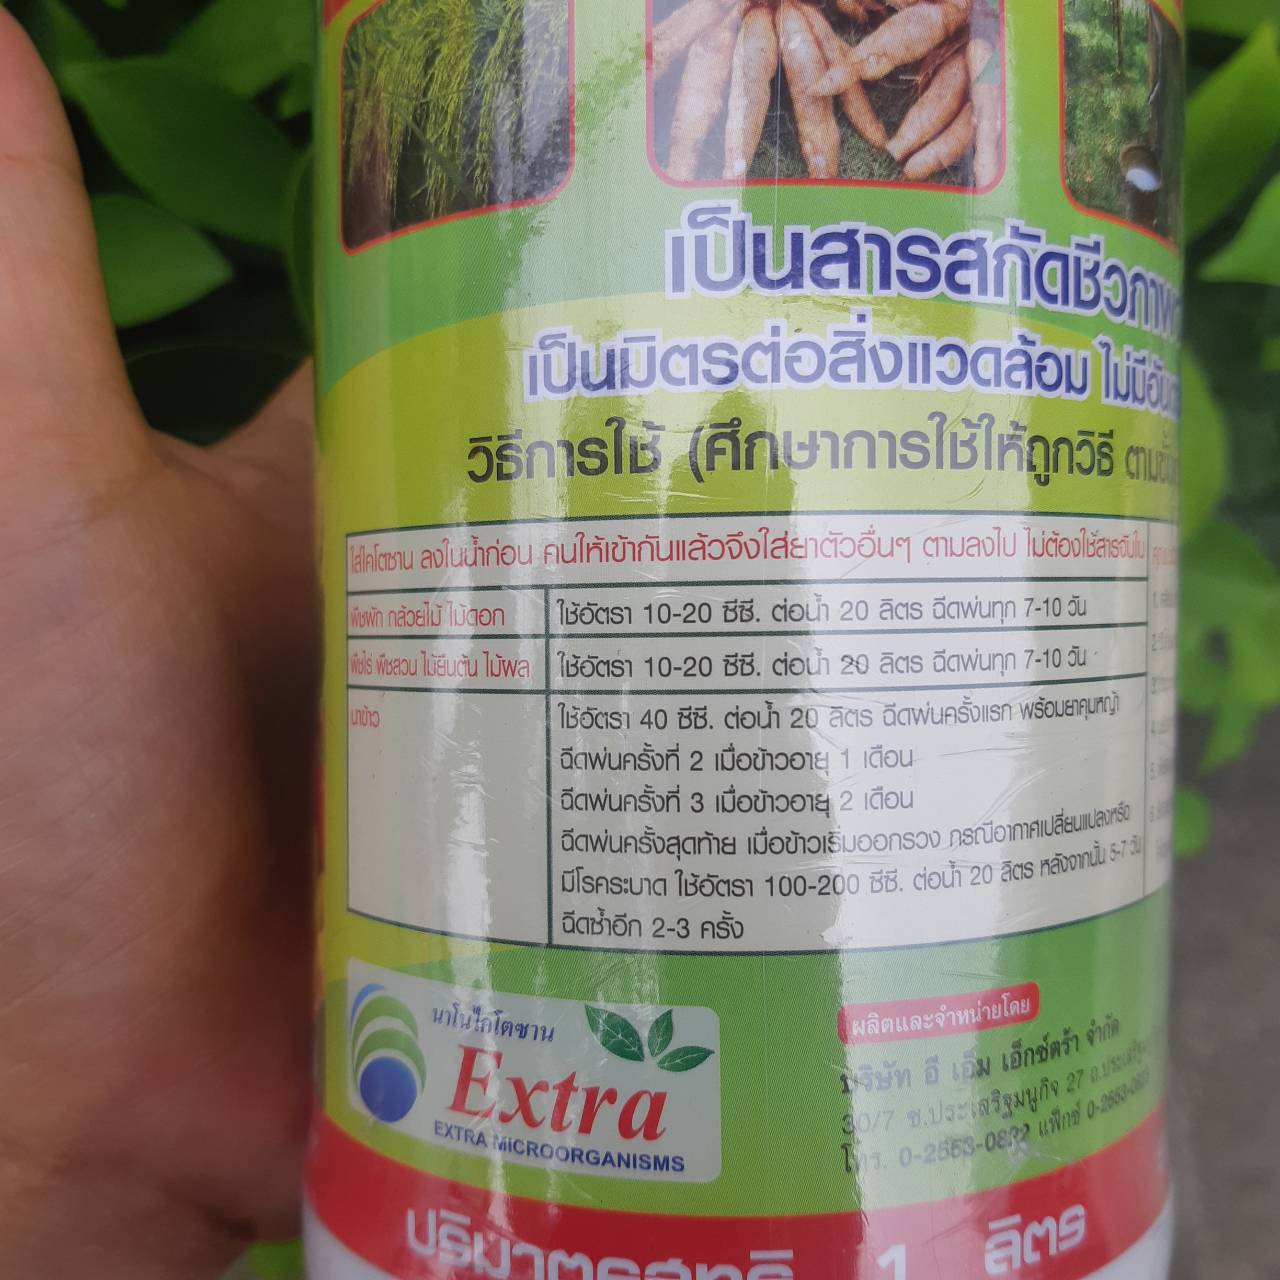 เป็นสารสกัดชีวภาพ
เป็นมิตรต่อสิ่งแวดล้อม ไม่มี
วิธีการใช้ (ศึกษาการใช้ให้ถูกวิธี
ใส่ไคโตซาน ลงในน้ำก่อน คนให้เข้ากันแล้วจึงใส่ยาตัวอื่นๆ ตามลงไป ไม่ต้องใช้สารจับใบ
พืชผัก กล้วยไม้ ไม้ดอก
ใช้อัตรา 10-20 ซีซี. ต่อน้ำ 20 ลิตร ฉีดพ่นทุก 7-10 วัน
พืชไร่ พืชสวน ไม้ยืนต้น ไม้ผล
ใช้อัตรา 10-20 ซีซี. ต่อน้ำ 20 ลิตร ฉีดพ่นทุก 7-10 วัน
นาข้าว
ใช้อัตรา 40 ซีซี. ต่อน้ำ 20 ลิตร ฉีดพ่นครั้งแรก พร้อมยาคุมหญ้า
ฉีดพ่นครั้งที่ 2 เมื่อข้าวอายุ 1 เดือน
ฉีดพ่นครั้งที่ 3 เมื่อข้าวอายุ 2 เดือน
ฉีดพ่นครั้งสุดท้าย เมื่อข้าวเริ่มออกรวง กรณีอากาศเปลี่ยนแปลงหรือ
มีโรคระบาด ใช้อัตรา 100-200 ซีซี. ต่อน้ำ 20 ลิตร หลังจากนั้น 5-7 วัน
ฉีดซ้ำอีก 2-3 ครั้ง
นาโนไคโตซาน
Extra
EXTRA MICROORGANISMS
ผลิตและจำหน่ายโดย
บริษัท อี เอ็ม เอ็กซ์ตร้า จำกัด
30/7 ซ.ประเสริฐมนูกิจ 27
โทร. 0-2553-0832 แฟ็กซ์
ปริมาตรสุทธิ 1 ลิตร